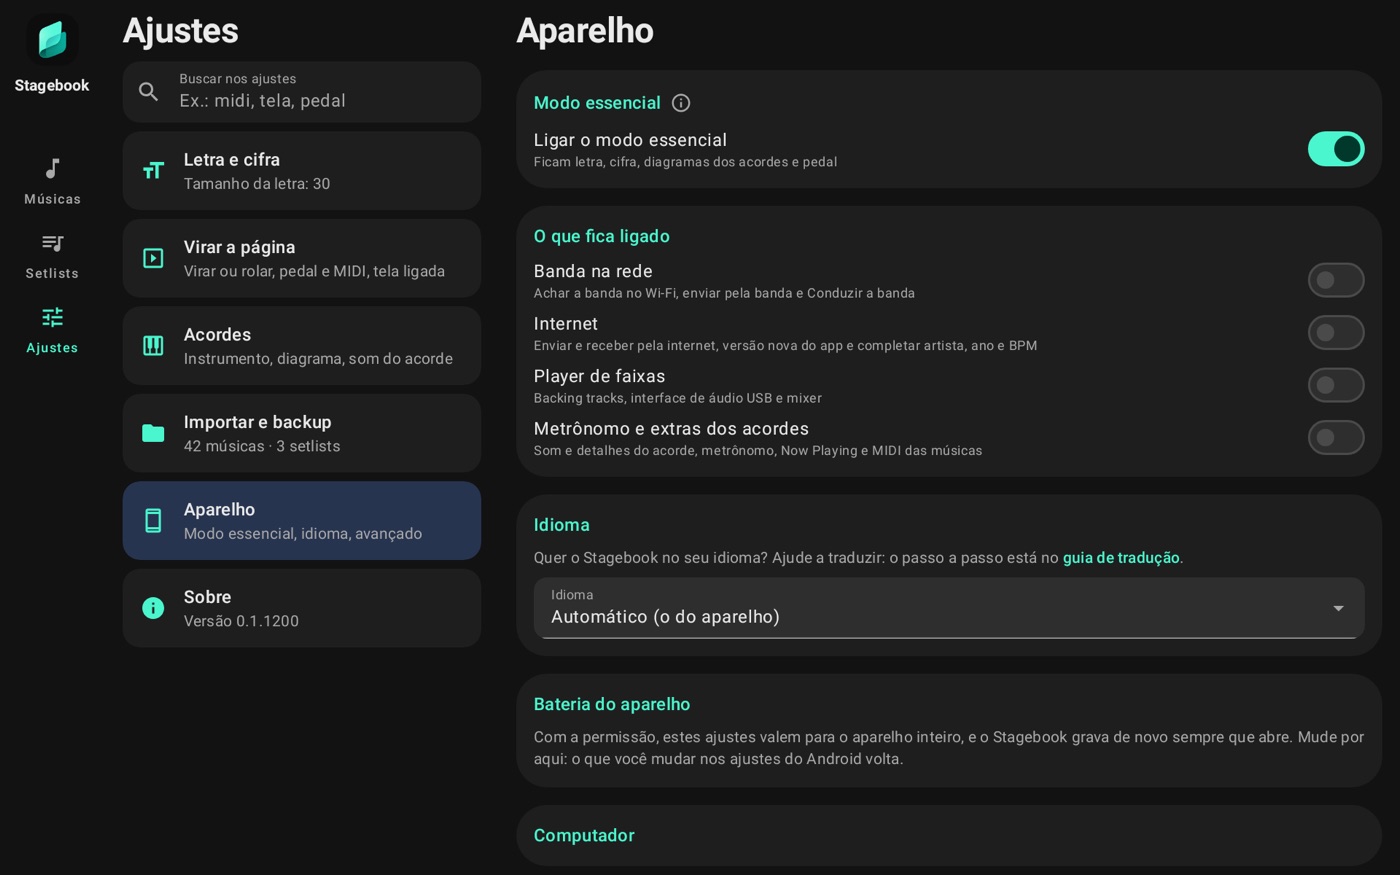 Stagebook
Músicas
Setlists
Ajustes
Ajustes
Buscar nos ajustes
Ex.: midi, tela, pedal
Letra e cifra
Tamanho da letra: 30
Virar a página
Virar ou rolar, pedal e MIDI, tela ligada
Acordes
Instrumento, diagrama, som do acorde
Importar e backup
42 músicas · 3 setlists
Aparelho
Modo essencial, idioma, avançado
Sobre
Versão 0.1.1200
Aparelho
Modo essencial
Ligar o modo essencial
Ficam letra, cifra, diagramas dos acordes e pedal
O que fica ligado
Banda na rede
Achar a banda no Wi-Fi, enviar pela banda e Conduzir a banda
Internet
Enviar e receber pela internet, versão nova do app e completar artista, ano e BPM
Player de faixas
Backing tracks, interface de áudio USB e mixer
Metrônomo e extras dos acordes
Som e detalhes do acorde, metrônomo, Now Playing e MIDI das músicas
Idioma
Quer o Stagebook no seu idioma? Ajude a traduzir: o passo a passo está no guia de tradução.
Idioma
Automático (o do aparelho)
Bateria do aparelho
Com a permissão, estes ajustes valem para o aparelho inteiro, e o Stagebook grava de novo sempre que abre. Mude por
aqui: o que você mudar nos ajustes do Android volta.
Computador